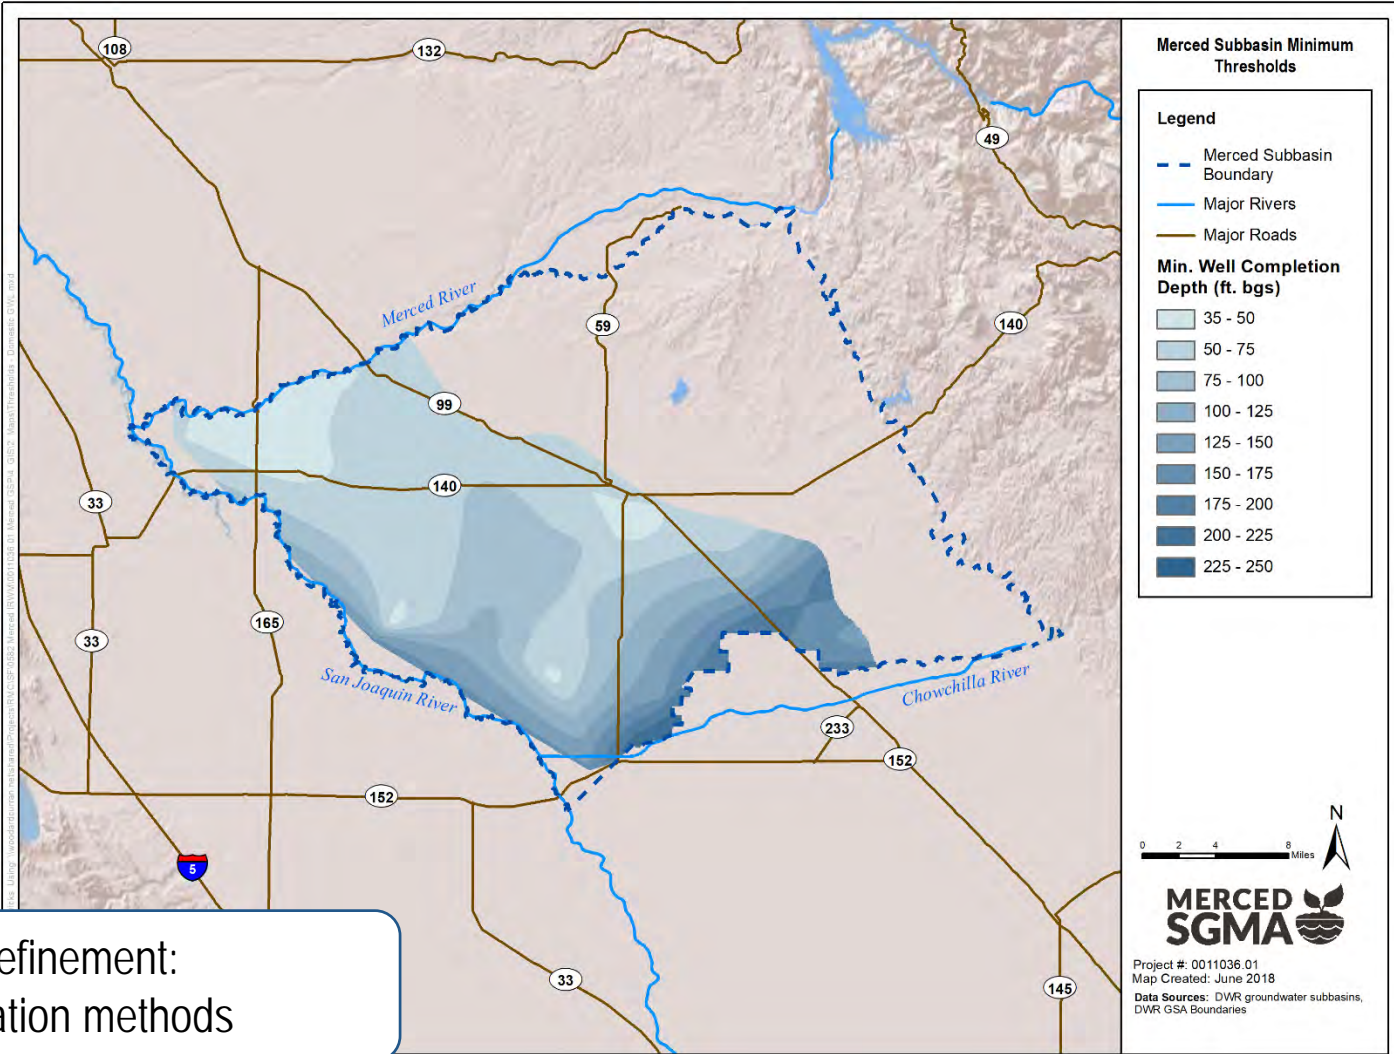 108
132
49
Merced River
59
140
99
140
33
165
33
San Joaquin River
Chowchilla River
233
152
152
5
33
145
efinement:
ation methods
Merced Subbasin Minimum
Thresholds
Legend
Merced Subbasin
Boundary
Major Rivers
Major Roads
Min. Well Completion
Depth (ft. bgs)
35 - 50
50 - 75
75 - 100
100 - 125
125 - 150
150 - 175
175 - 200
200 - 225
225 - 250
N
0 2 4 8
Miles
MERCED
SGMA
Project #: 0011036.01
Map Created: June 2018
Data Sources: DWR groundwater subbasins,
DWR GSA Boundaries